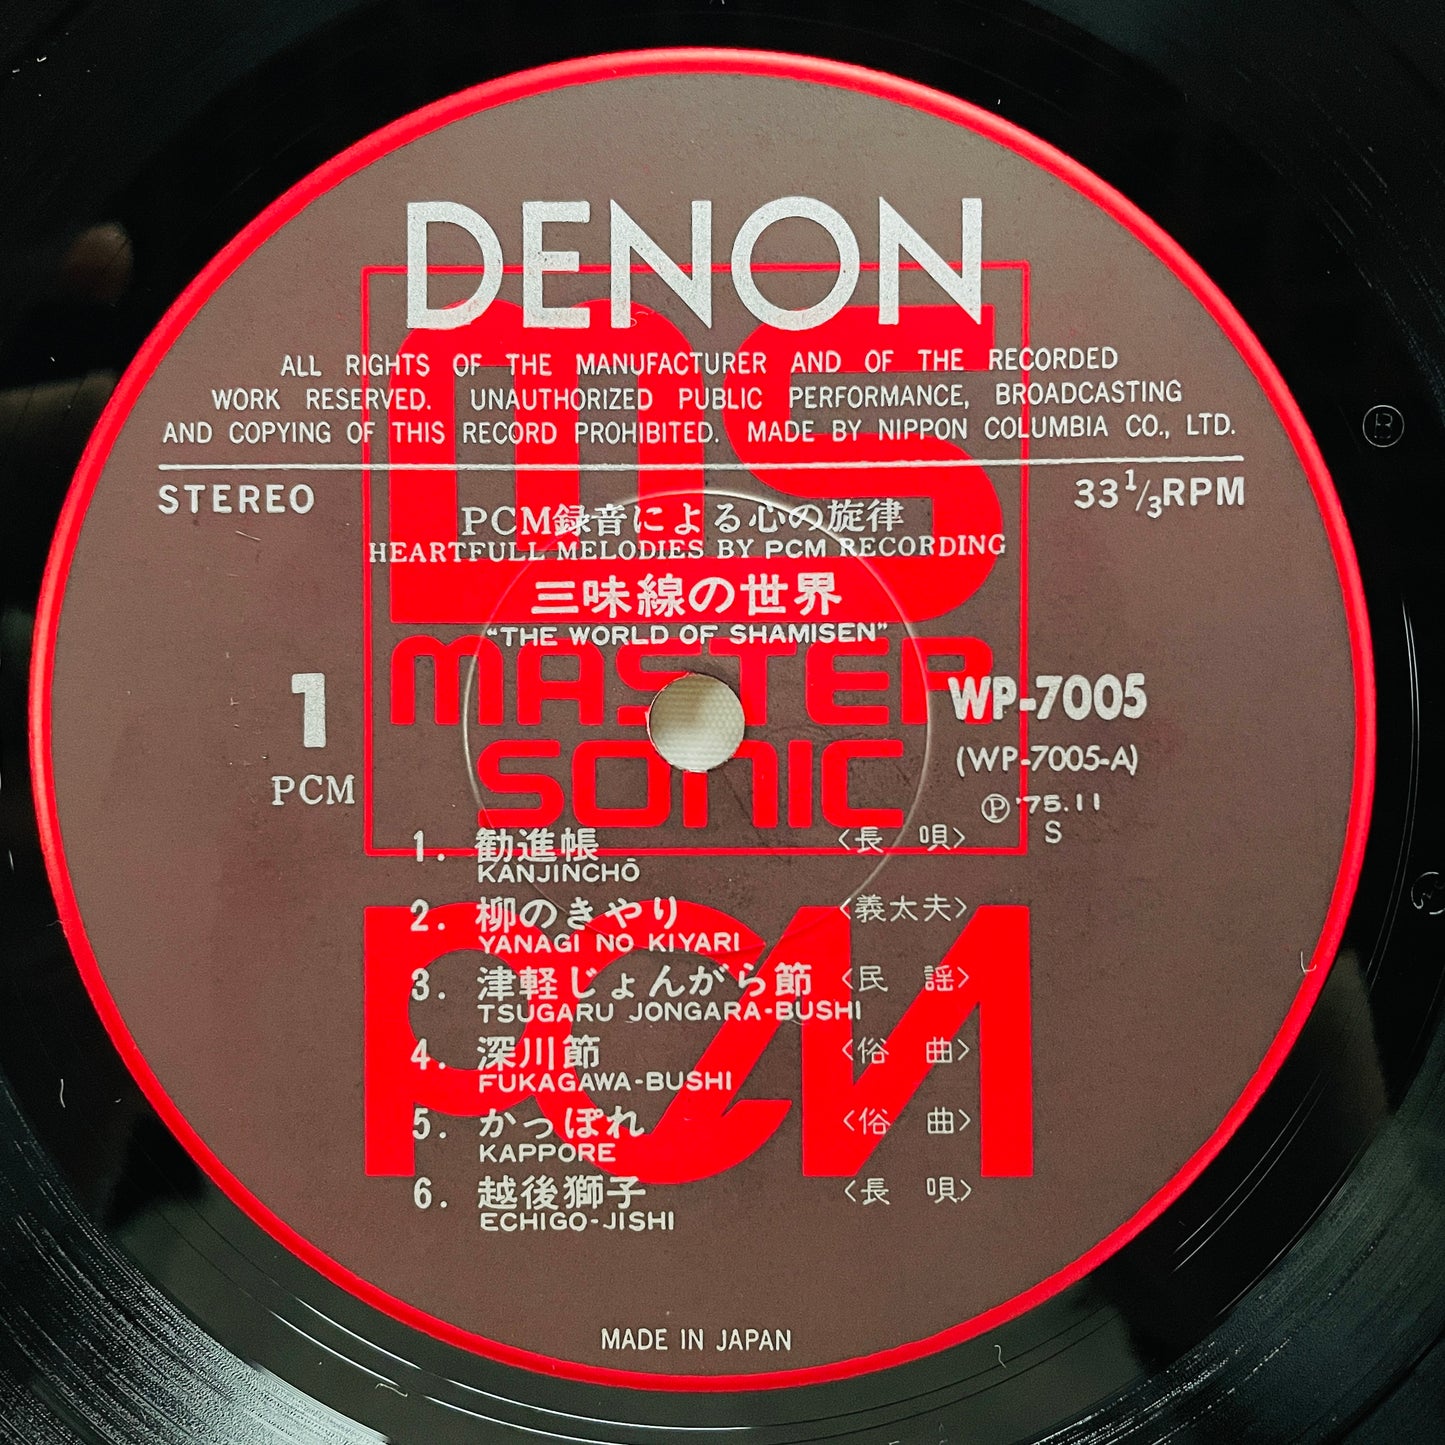 DENON
ms
ALL RIGHTS OF THE MANUFACTURER AND OF THE RECORDED
WORK RESERVED. UNAUTHORIZED PUBLIC PERFORMANCE, BROADCASTING
AND COPYING OF THIS RECORD PROHIBITED. MADE BY NIPPON COLUMBIA CO., LTD.
STEREO 33 1/3 RPM
PCM録音による心の旋律
HEARTFULL MELODIES BY PCM RECORDING
三味線の世界
"THE WORLD OF SHAMISEN"
MASTER
SONIC
1 WP-7005
PCM (WP-7005-A)
Ⓟ '75.11
S
1. 勧進帳 〈長 唄〉
KANJINCHŌ
2. 柳のきやり 〈義太夫〉
YANAGI NO KIYARI
3. 津軽じょんがら節 〈民 謡〉
TSUGARU JONGARA-BUSHI
4. 深川節 〈俗 曲〉
FUKAGAWA-BUSHI
5. かっぽれ 〈俗 曲〉
KAPPORE
6. 越後獅子 〈長 唄〉
ECHIGO-JISHI
PCM
MADE IN JAPAN